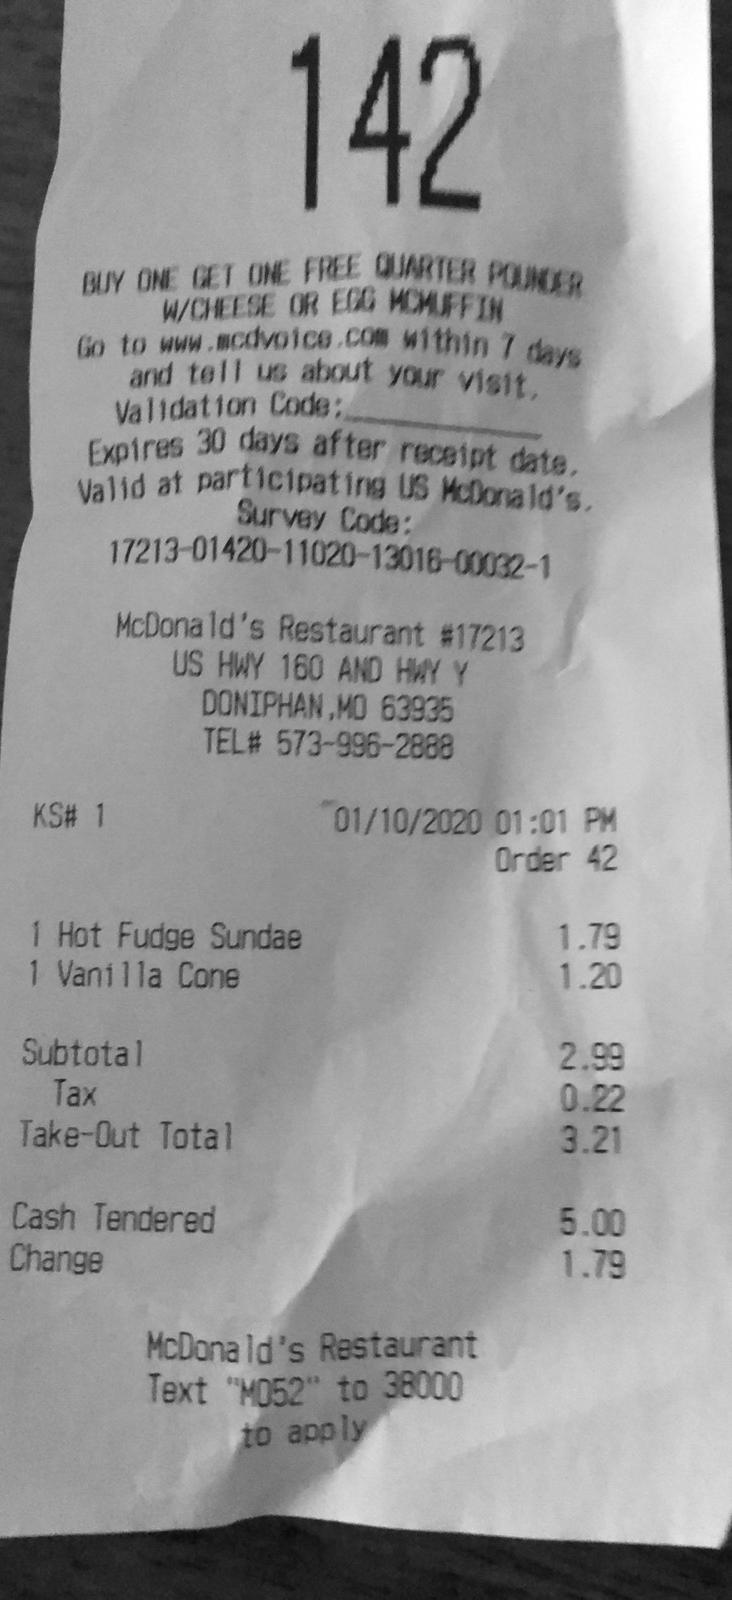 142
BUY ONE GET ONE FREE QUARTER POUNDER
W/CHEESE OR EGG MCMUFFIN
Go to www.mcdvoice.com within 7 days
and tell us about your visit.
Validation Code:_______________
Expires 30 days after receipt date.
Valid at participating US McDonald's.
Survey Code:
17213-01420-11020-13016-00032-1
McDonald's Restaurant #17213
US HWY 160 AND HWY Y
DONIPHAN,MO 63935
TEL# 573-996-2888
KS# 1 01/10/2020 01:01 PM
Order 42
1 Hot Fudge Sundae 1.79
1 Vanilla Cone 1.20
Subtotal 2.99
Tax 0.22
Take-Out Total 3.21
Cash Tendered 5.00
Change 1.79
McDonald's Restaurant
Text "MO52" to 38000
to apply